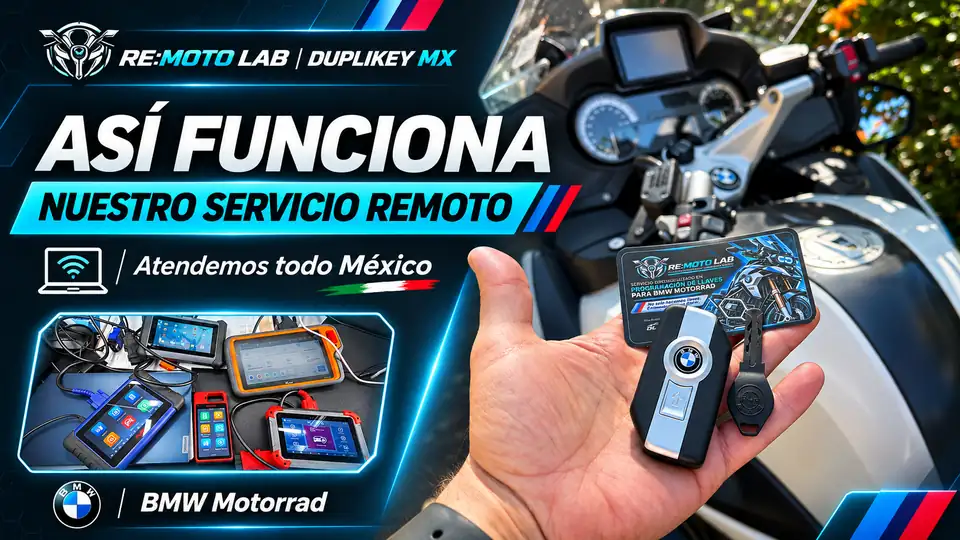 RE:MOTO LAB | DUPLIKEY MX
ASÍ FUNCIONA
NUESTRO SERVICIO REMOTO
Atendemos todo México
BMW
BMW Motorrad
RE:MOTO LAB
PROGRAMACIÓN DE LLAVES
PARA BMW MOTORRAD